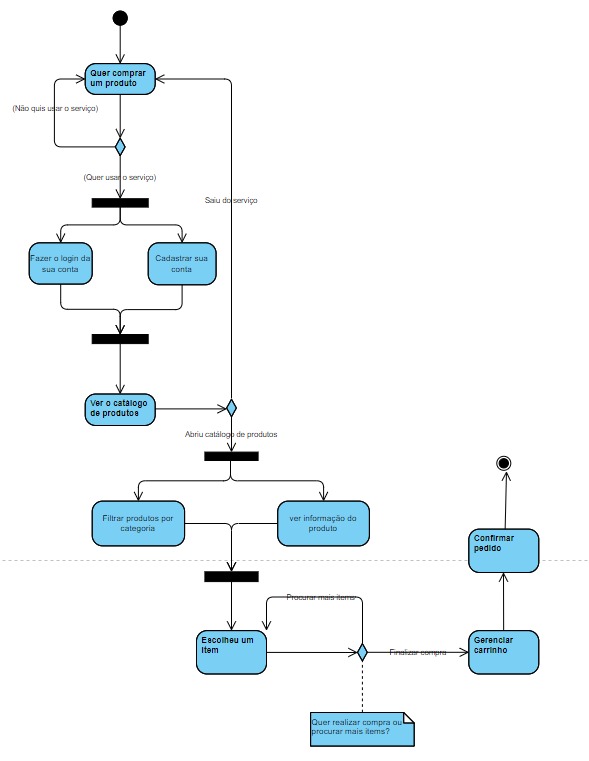 Quer comprar
um produto
(Não quis usar o serviço)
(Quer usar o serviço)
Saiu do serviço
Fazer o login da
sua conta
Cadastrar sua
conta
Ver o catálogo
de produtos
Abriu catálogo de produtos
Filtrar produtos por
categoria
ver informação do
produto
Confirmar
pedido
Procurar mais items
Escolheu um
item
Finalizar compra
Gerenciar
carrinho
Quer realizar compra ou
procurar mais items?